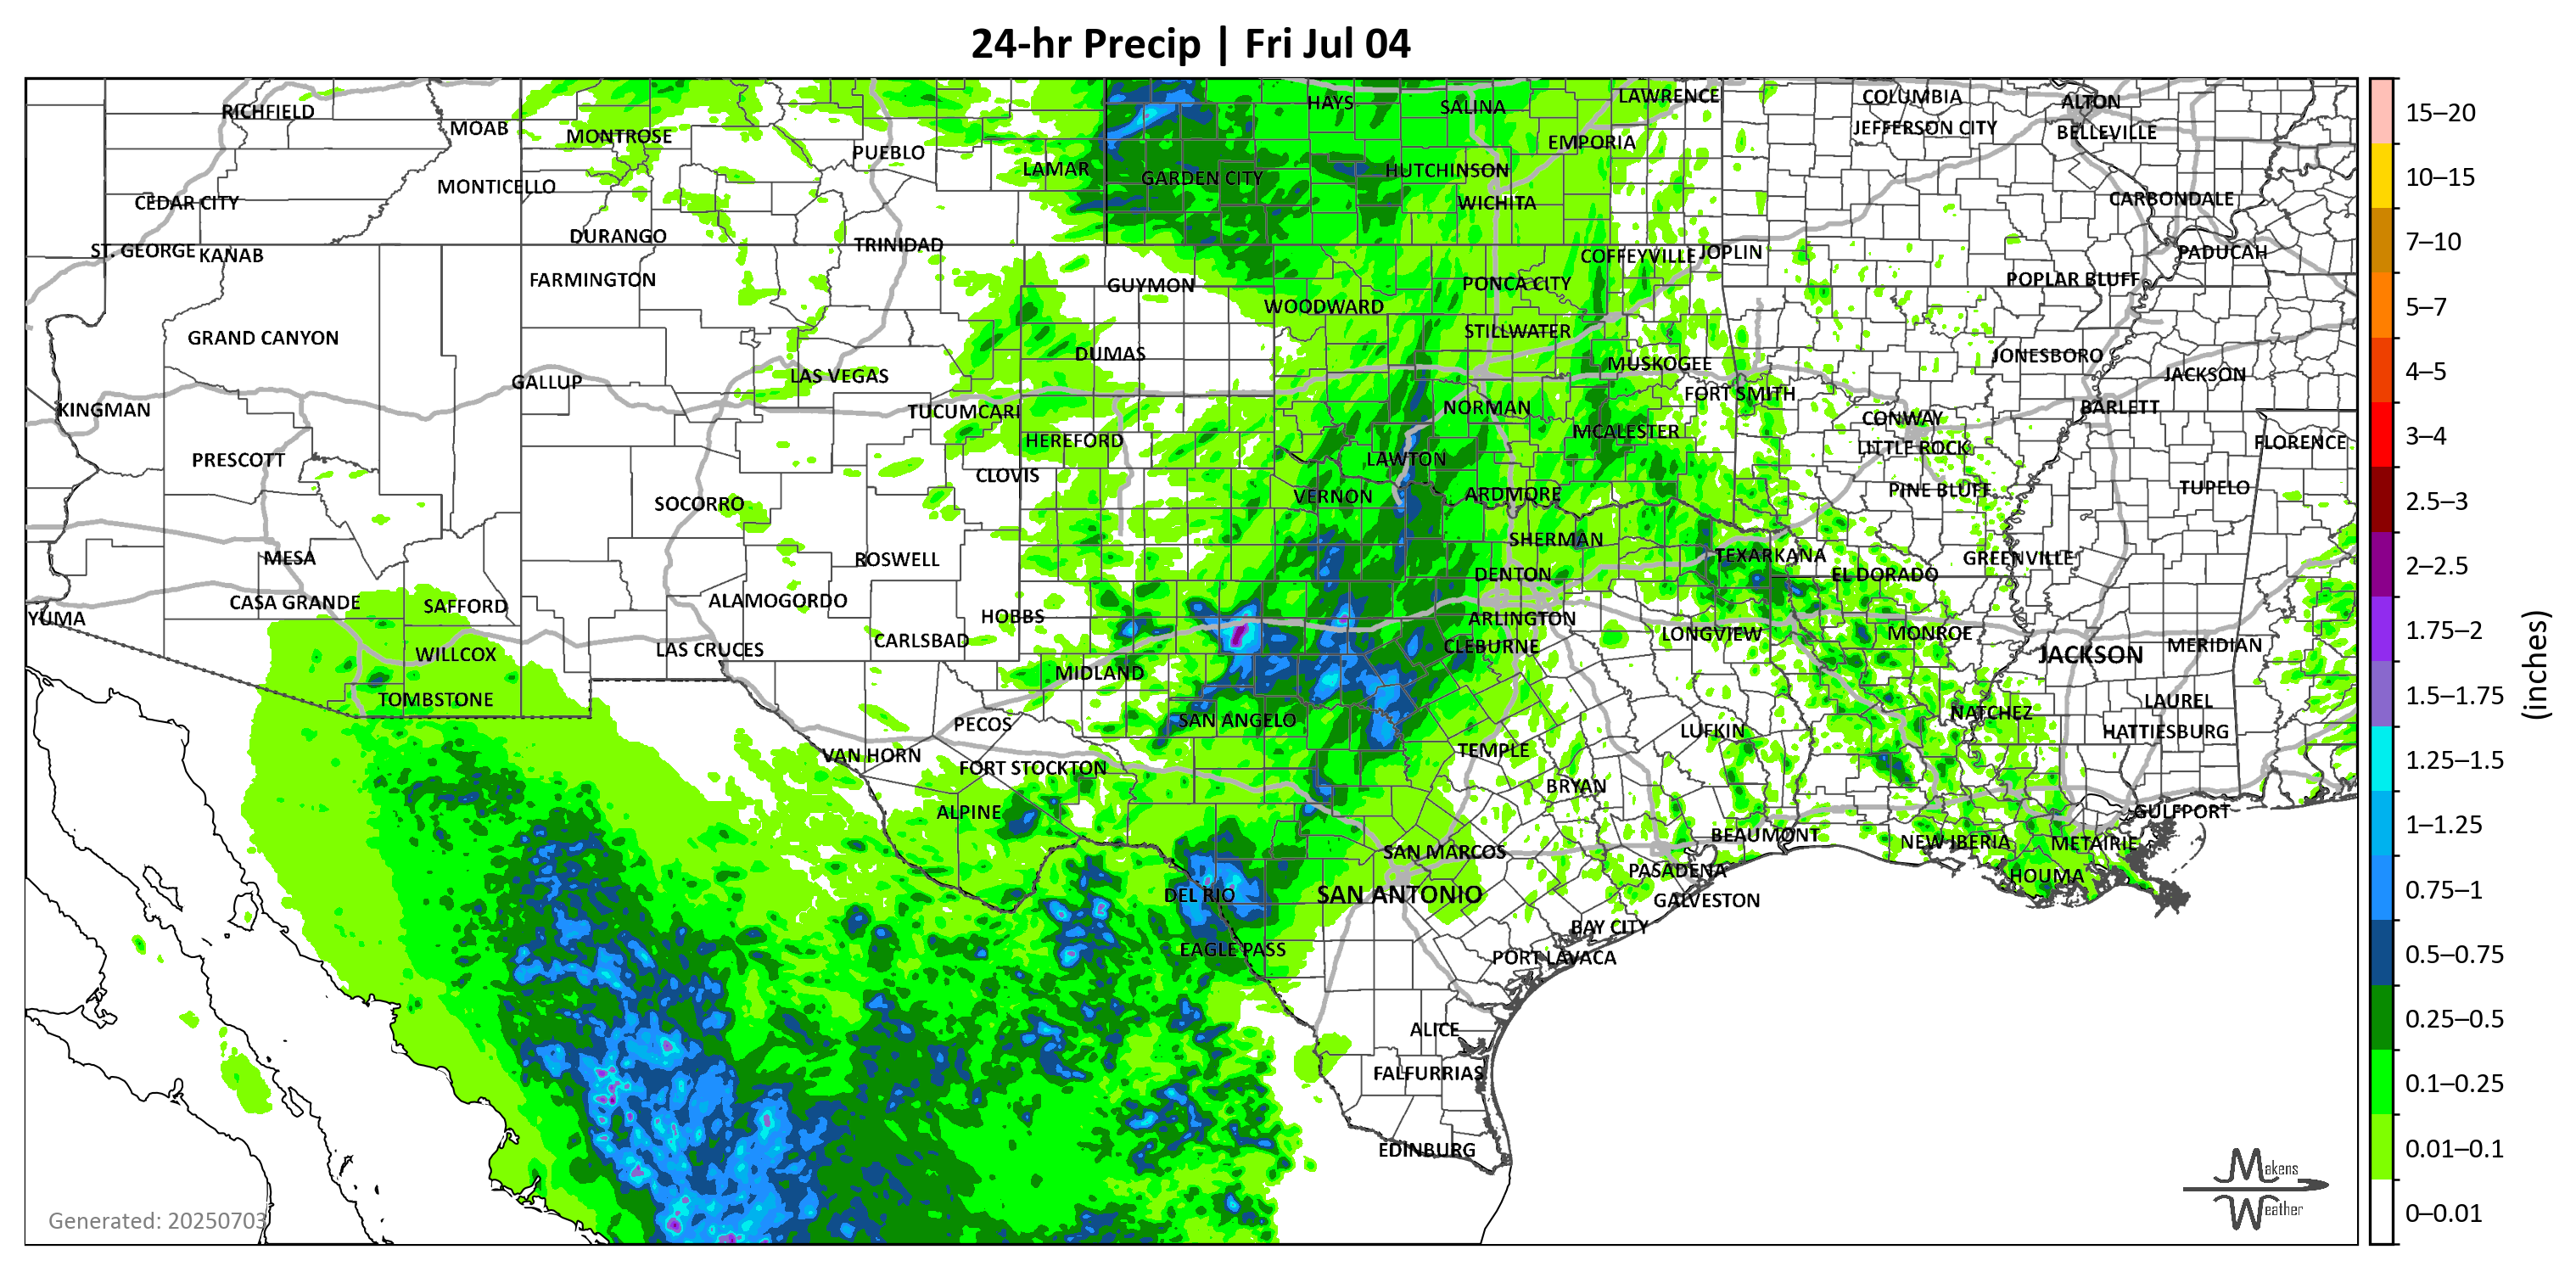 24-hr Precip | Fri Jul 04
RICHFIELD
MOAB
MONTROSE
PUEBLO
LAMAR
HAYS
SALINA
LAWRENCE
COLUMBIA
ALTON
JEFFERSON CITY
BELLEVILLE
EMPORIA
CEDAR CITY
MONTICELLO
GARDEN CITY
HUTCHINSON
WICHITA
CARBONDALE
ST. GEORGE
KANAB
DURANGO
TRINIDAD
COFFEYVILLE
JOPLIN
PADUCAH
FARMINGTON
GUYMON
WOODWARD
PONCA CITY
POPLAR BLUFF
GRAND CANYON
DUMAS
STILLWATER
MUSKOGEE
JONESBORO
GALLUP
LAS VEGAS
FORT SMITH
JACKSON
KINGMAN
TUCUMCARI
NORMAN
CONWAY
BARLETT
HEREFORD
MCALESTER
LITTLE ROCK
FLORENCE
PRESCOTT
CLOVIS
LAWTON
SOCORRO
VERNON
ARDMORE
PINE BLUFF
TUPELO
MESA
ROSWELL
SHERMAN
TEXARKANA
GREENVILLE
DENTON
EL DORADO
YUMA
CASA GRANDE
SAFFORD
ALAMOGORDO
HOBBS
ARLINGTON
WILLCOX
LAS CRUCES
CARLSBAD
CLEBURNE
LONGVIEW
MONROE
JACKSON
MERIDIAN
MIDLAND
TOMBSTONE
PECOS
SAN ANGELO
LAUREL
NATCHEZ
VAN HORN
FORT STOCKTON
TEMPLE
LUFKIN
HATTIESBURG
ALPINE
BRYAN
GULFPORT
SAN MARCOS
BEAUMONT
NEW IBERIA
METAIRIE
DEL RIO
SAN ANTONIO
PASADENA
HOUMA
GALVESTON
EAGLE PASS
BAY CITY
PORT LAVACA
ALICE
FALFURRIAS
EDINBURG
Generated: 20250703
Makens
Weather
15–20
10–15
7–10
5–7
4–5
3–4
2.5–3
2–2.5
1.75–2
1.5–1.75
1.25–1.5
1–1.25
0.75–1
0.5–0.75
0.25–0.5
0.1–0.25
0.01–0.1
0–0.01
(inches)